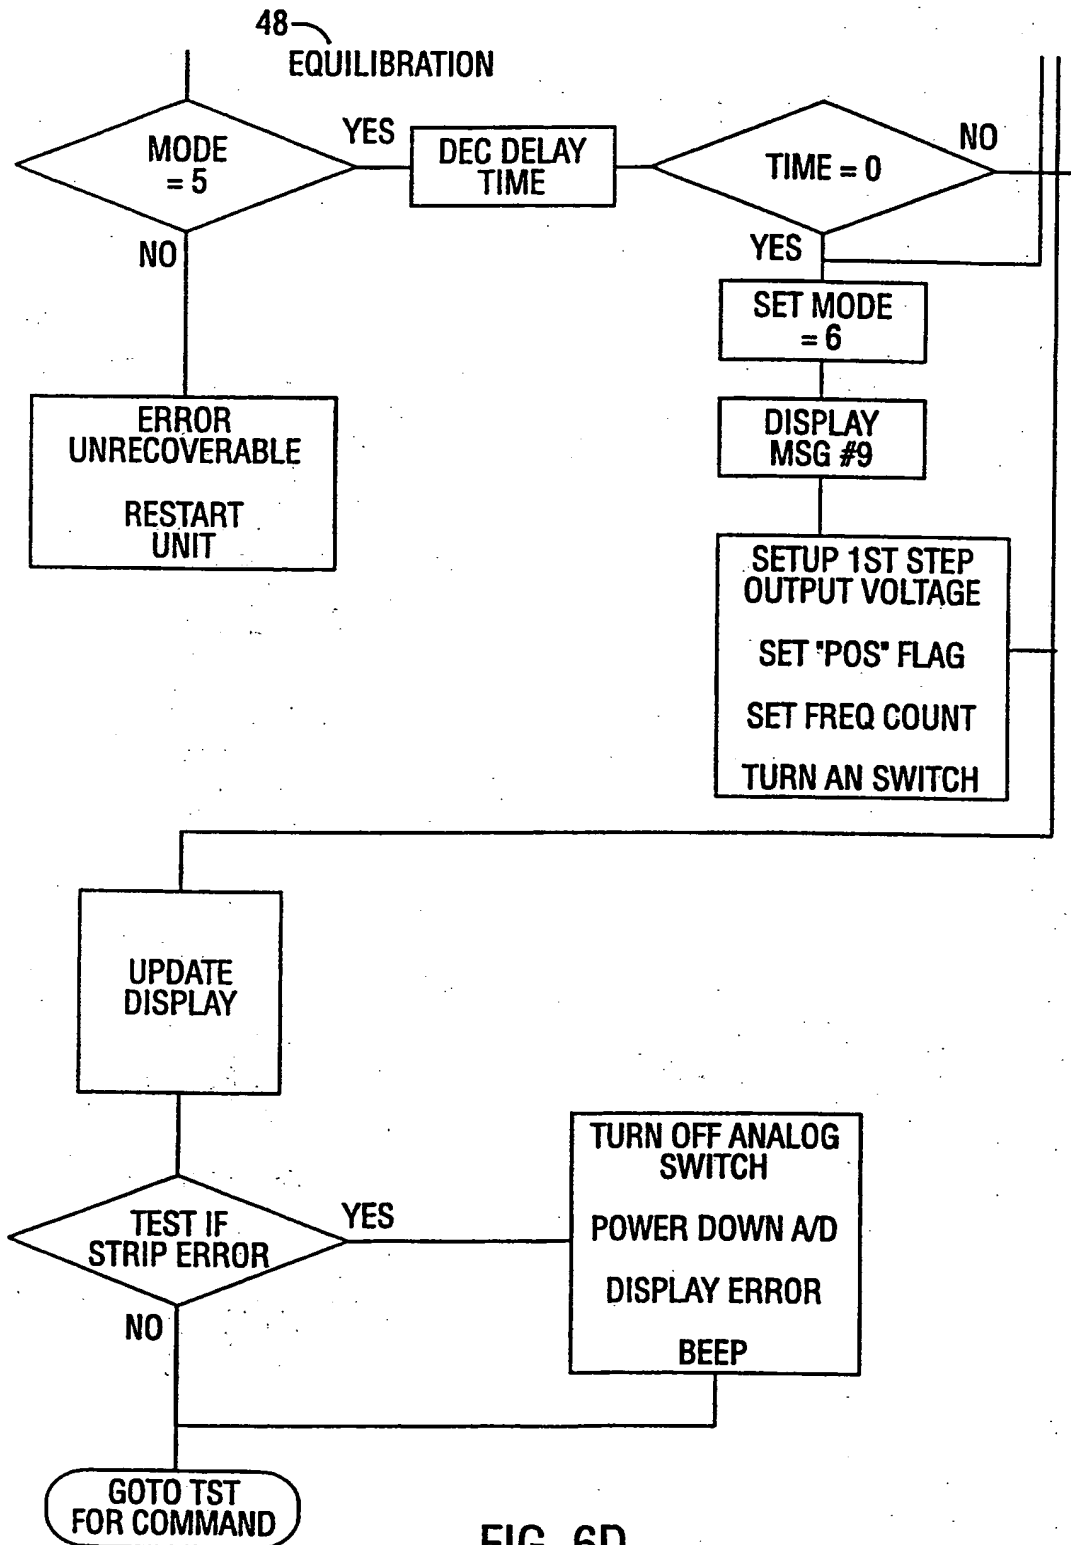 48
EQUILIBRATION
MODE
= 5
YES
DEC DELAY
TIME
TIME = 0
NO
NO
YES
SET MODE
= 6
DISPLAY
MSG #9
ERROR
UNRECOVERABLE
RESTART
UNIT
SETUP 1ST STEP
OUTPUT VOLTAGE
SET "POS" FLAG
SET FREQ COUNT
TURN AN SWITCH
UPDATE
DISPLAY
TEST IF
STRIP ERROR
YES
NO
TURN OFF ANALOG
SWITCH
POWER DOWN A/D
DISPLAY ERROR
BEEP
GOTO TST
FOR COMMAND
FIG. 6D